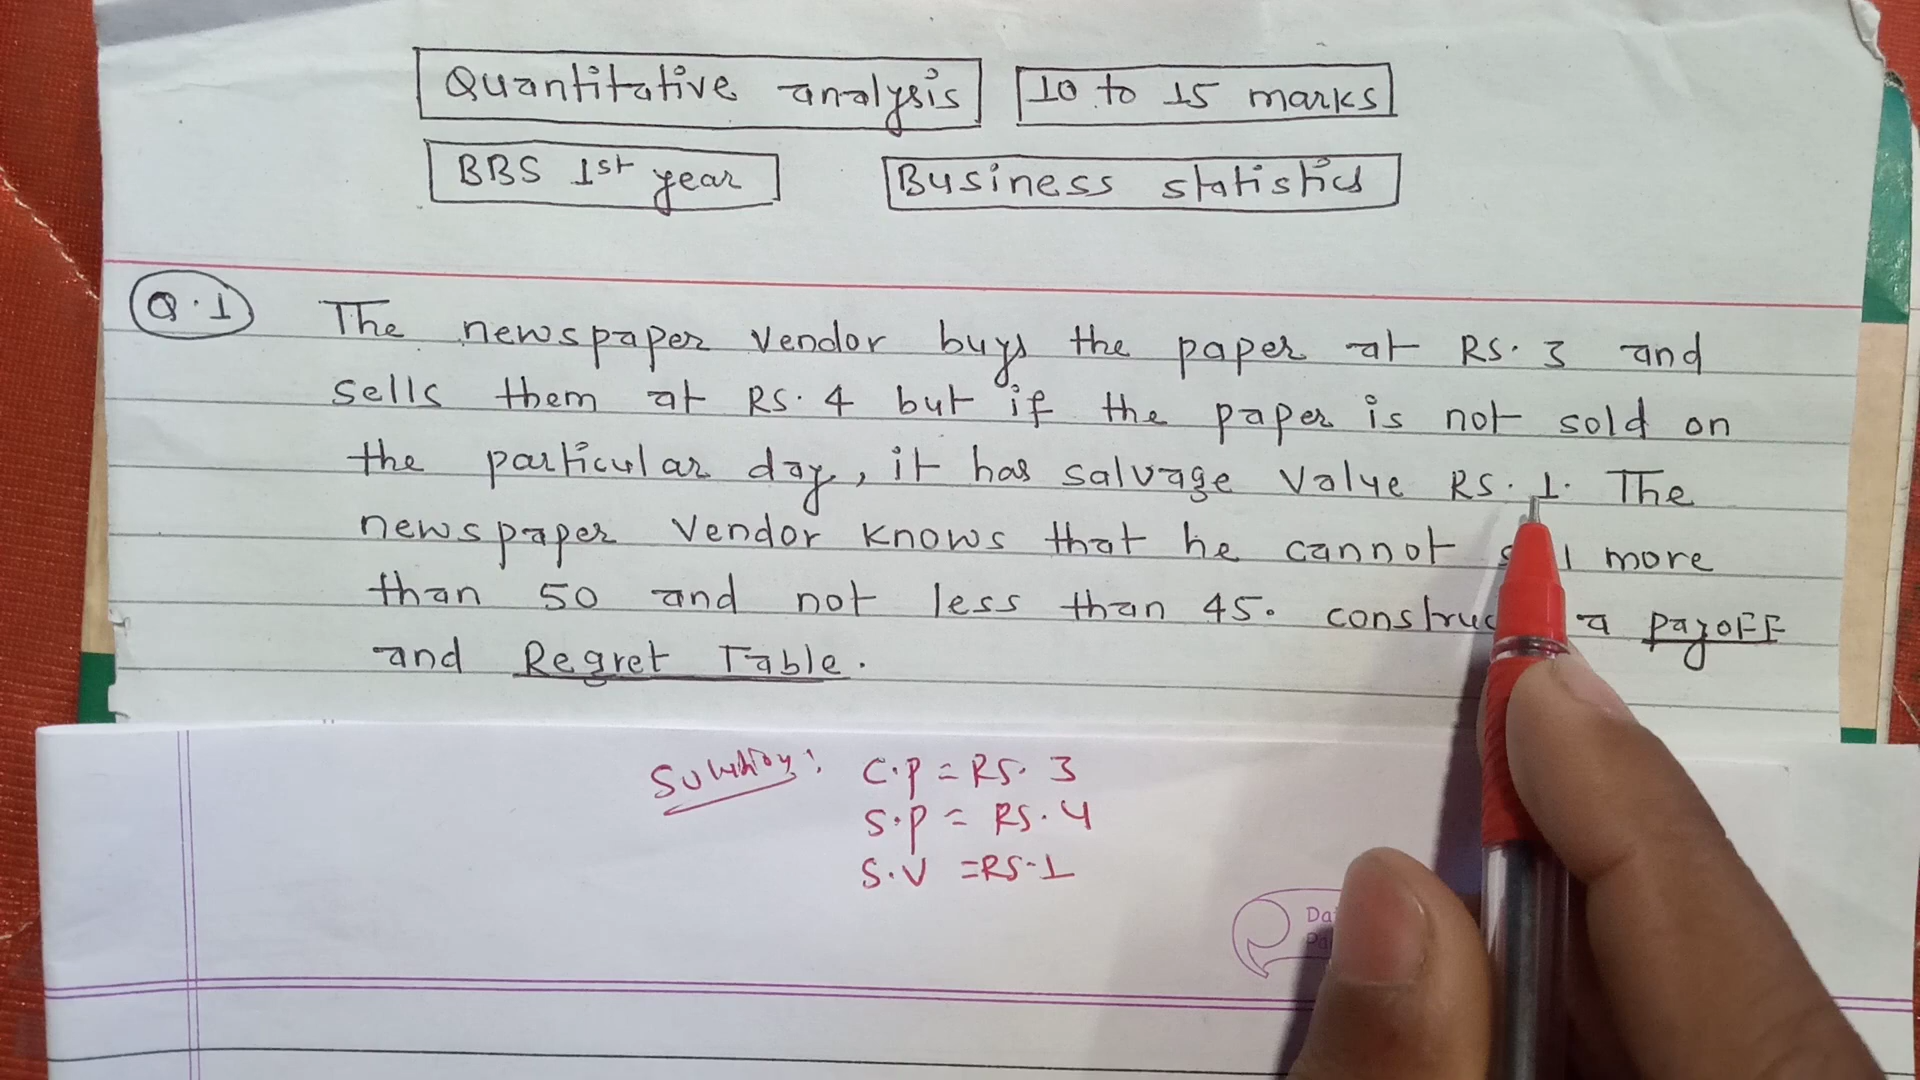 Quantitative analysis 10 to 15 marks
BBS 1st year Business statistics
Q.1 The newspaper vendor buys the paper at RS. 3 and
sells them at RS. 4 but if the paper is not sold on
the particular day, it has salvage value RS. 1. The
newspaper vendor knows that he cannot more
than 50 and not less than 45. a payoff
and Regret Table.
C.P = RS. 3
S.P = RS. 4
S.V = RS. 1